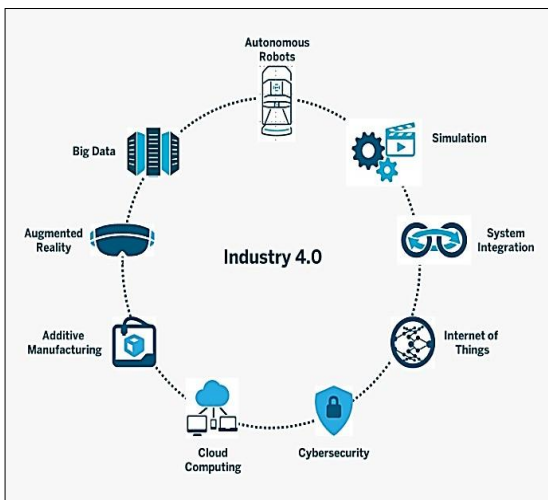 Autonomous
Robots
Simulation
Big Data
System
Integration
Augmented
Reality
Industry 4.0
Internet of
Things
Additive
Manufacturing
Cloud
Computing
Cybersecurity